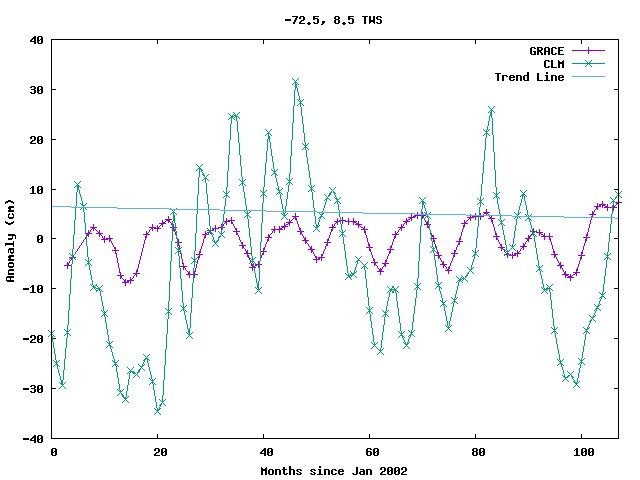 -72.5, 8.5 TWS
GRACE
CLM
Trend Line
40
30
20
10
0
-10
-20
-30
-40
Anomaly (cm)
0 20 40 60 80 100
Months since Jan 2002